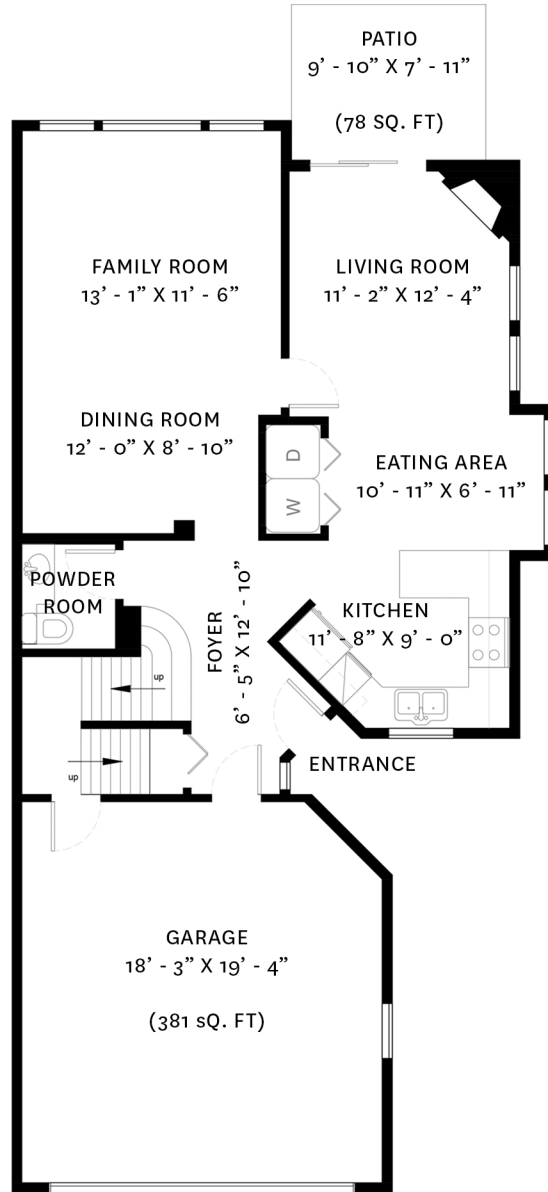 PATIO
9’ - 10” X 7’ - 11”
(78 SQ. FT)
FAMILY ROOM
13’ - 1” X 11’ - 6”
LIVING ROOM
11’ - 2” X 12’ - 4”
DINING ROOM
12’ - 0” X 8’ - 10”
D
W
EATING AREA
10’ - 11” X 6’ - 11”
POWDER
ROOM
FOYER
6’ - 5” X 12’ - 10”
KITCHEN
11’ - 8” X 9’ - 0”
up
up
ENTRANCE
GARAGE
18’ - 3” X 19’ - 4”
(381 sQ. FT)